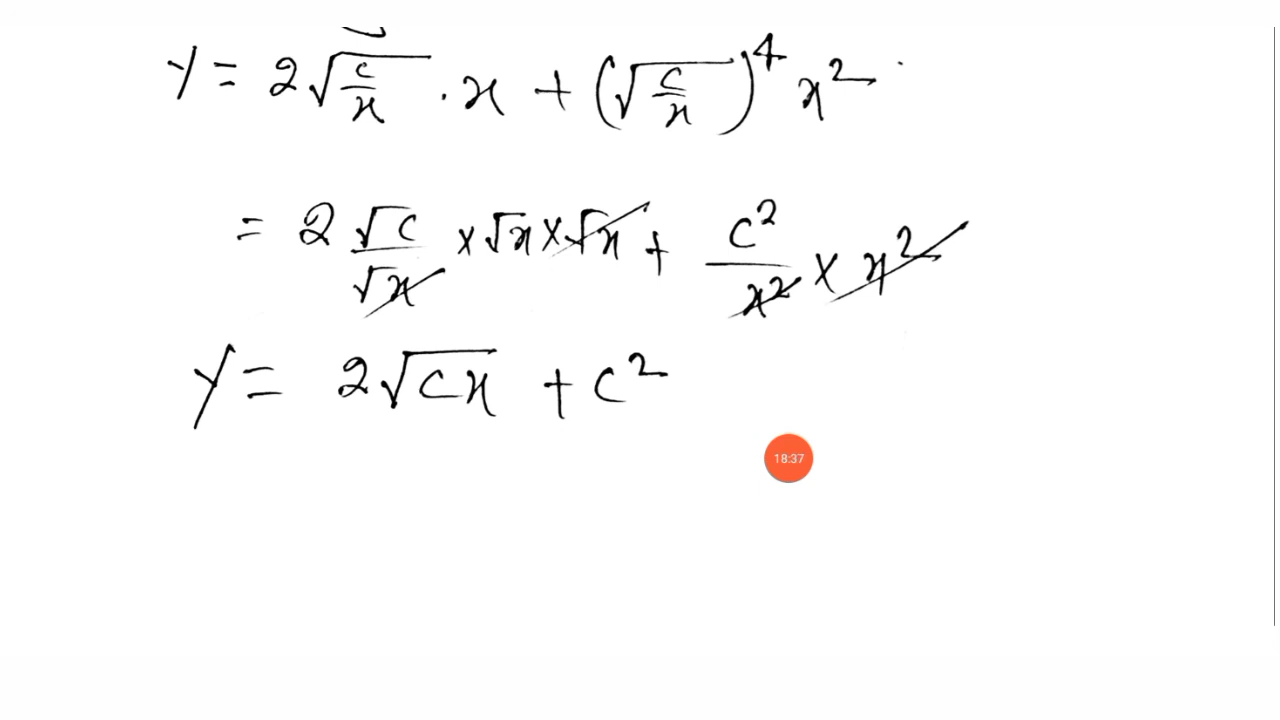 y = 2√(c/x) · x + (√(c/x))⁴ x²
= 2 √c/√x × √x × √x + c²/x² × x²
y = 2√cx + c²
18:37